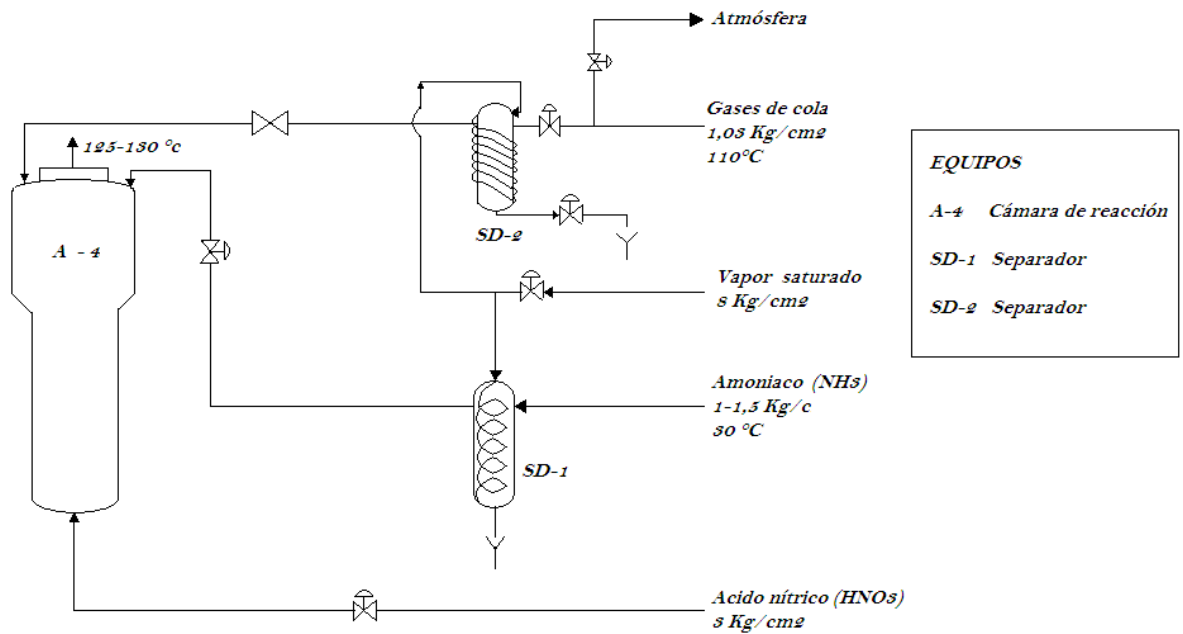 Atmósfera
Gases de cola
1,03 Kg/cm2
110°C
125-130 °c
A - 4
SD-2
Vapor saturado
8 Kg/cm2
Amoniaco (NH3)
1-1,5 Kg/c
30 °C
SD-1
Acido nítrico (HNO3)
3 Kg/cm2
EQUIPOS
A-4 Cámara de reacción
SD-1 Separador
SD-2 Separador